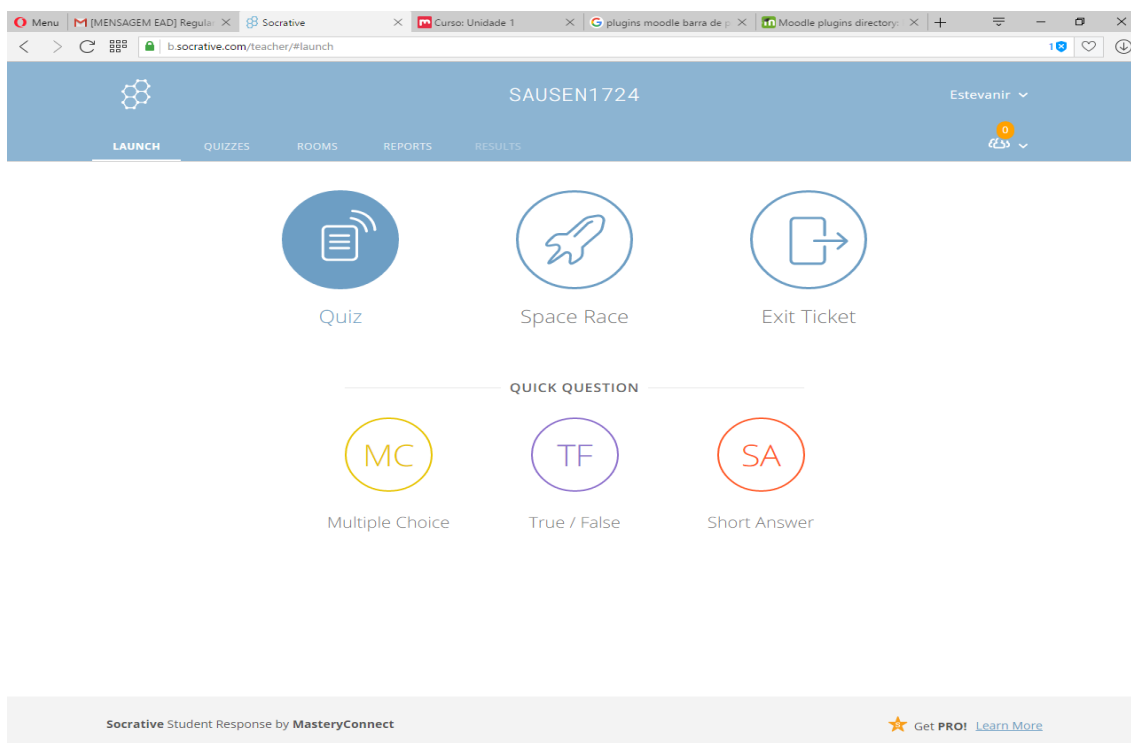 Menu [MENSAGEM EAD] Regular Socrative Curso: Unidade 1 plugins moodle barra de p Moodle plugins directory:
b.socrative.com/teacher/#launch 1
SAUSEN1724 Estevanir
0
LAUNCH QUIZZES ROOMS REPORTS RESULTS
Quiz Space Race Exit Ticket
QUICK QUESTION
MC TF SA
Multiple Choice True / False Short Answer
Socrative Student Response by MasteryConnect Get PRO! Learn More